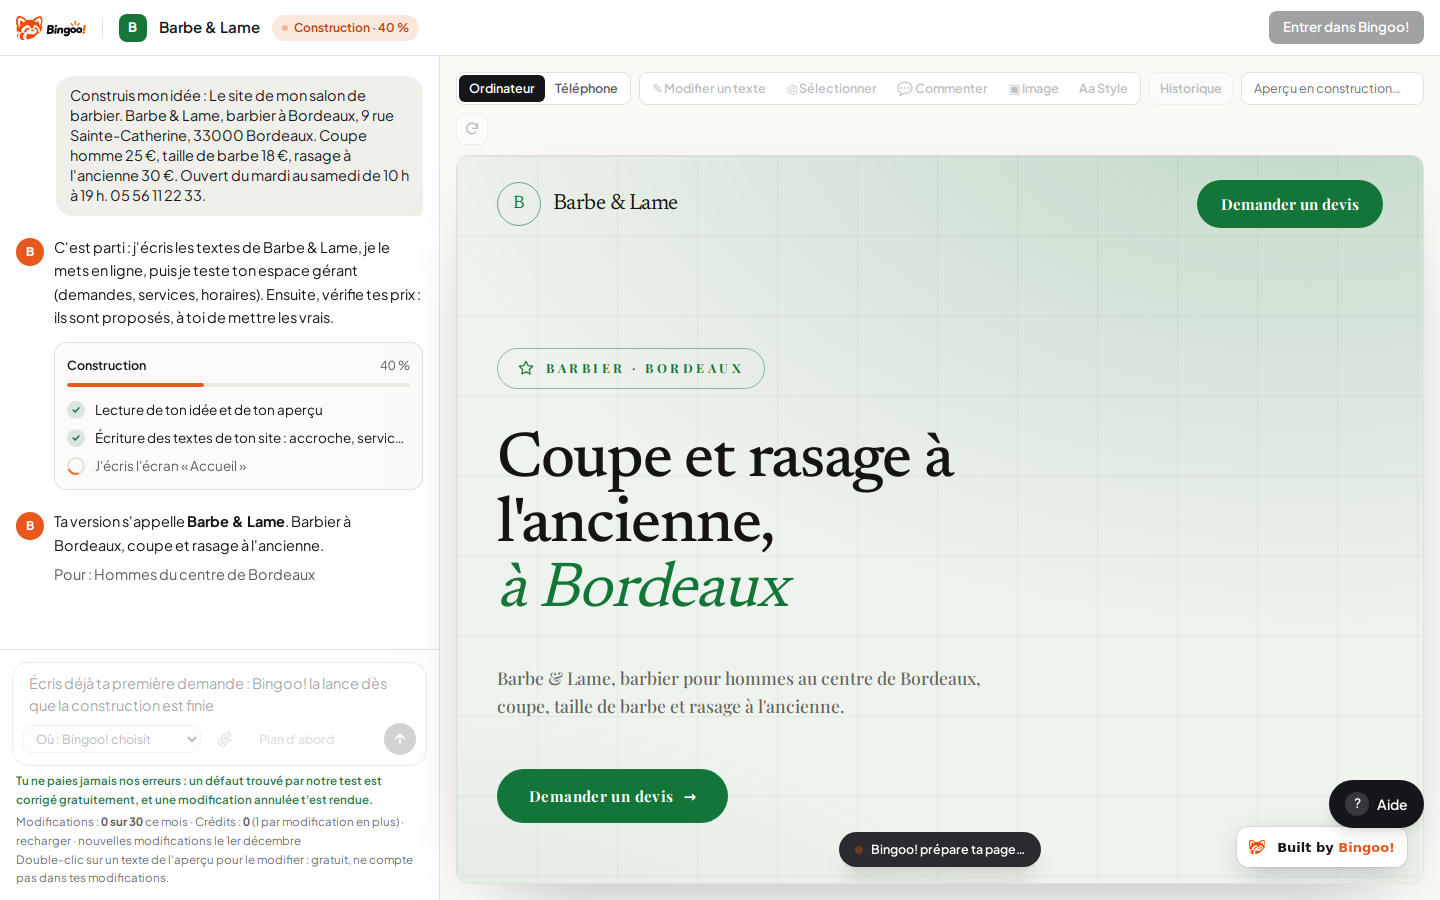 Bingoo!
B
Barbe & Lame
Construction · 40 %
Entrer dans Bingoo!
Construis mon idée : Le site de mon salon de
barbier. Barbe & Lame, barbier à Bordeaux, 9 rue
Sainte-Catherine, 33000 Bordeaux. Coupe
homme 25 €, taille de barbe 18 €, rasage à
l'ancienne 30 €. Ouvert du mardi au samedi de 10 h
à 19 h. 05 56 11 22 33.
B
C'est parti : j'écris les textes de Barbe & Lame, je le
mets en ligne, puis je teste ton espace gérant
(demandes, services, horaires). Ensuite, vérifie tes prix :
ils sont proposés, à toi de mettre les vrais.
Construction
40 %
Lecture de ton idée et de ton aperçu
Écriture des textes de ton site : accroche, servic…
J'écris l'écran « Accueil »
B
Ta version s'appelle Barbe & Lame. Barbier à
Bordeaux, coupe et rasage à l'ancienne.
Pour : Hommes du centre de Bordeaux
Écris déjà ta première demande : Bingoo! la lance dès
que la construction est finie
Où : Bingoo! choisit
Plan d'abord
Tu ne paies jamais nos erreurs : un défaut trouvé par notre test est
corrigé gratuitement, et une modification annulée t'est rendue.
Modifications : 0 sur 30 ce mois · Crédits : 0 (1 par modification en plus) ·
recharger · nouvelles modifications le 1er décembre
Double-clic sur un texte de l'aperçu pour le modifier : gratuit, ne compte
pas dans tes modifications.
Ordinateur
Téléphone
Modifier un texte
Sélectionner
Commenter
Image
Aa Style
Historique
Aperçu en construction…
B
Barbe & Lame
Demander un devis
BARBIER · BORDEAUX
Coupe et rasage à
l'ancienne,
à Bordeaux
Barbe & Lame, barbier pour hommes au centre de Bordeaux,
coupe, taille de barbe et rasage à l'ancienne.
Demander un devis →
Bingoo! prépare ta page…
? Aide
Built by Bingoo!